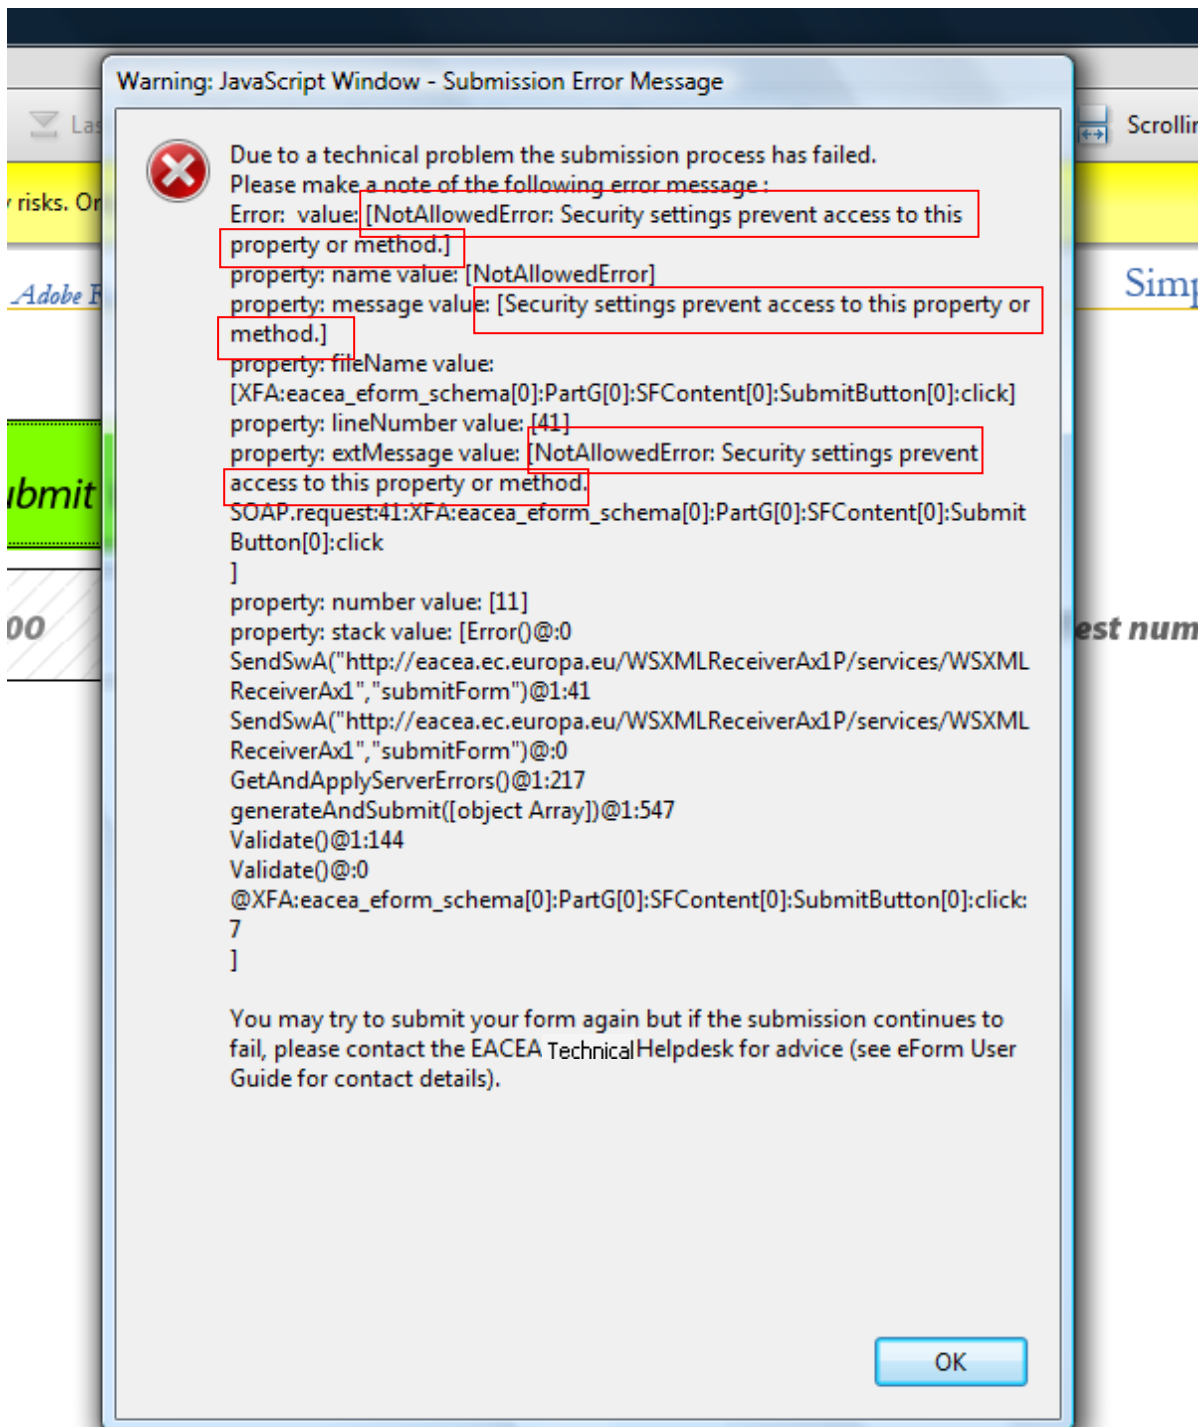 Warning: JavaScript Window - Submission Error Message
Las
Scrollin
Due to a technical problem the submission process has failed.
Please make a note of the following error message :
risks. Or
Error:  value: [NotAllowedError: Security settings prevent access to this
property or method.]
property: name value: [NotAllowedError]
Adobe R
Simp
property: message value: [Security settings prevent access to this property or
method.]
property: fileName value:
[XFA:eacea_eform_schema[0]:PartG[0]:SFContent[0]:SubmitButton[0]:click]
property: lineNumber value: [41]
property: extMessage value: [NotAllowedError: Security settings prevent
access to this property or method.
ubmit
SOAP.request:41:XFA:eacea_eform_schema[0]:PartG[0]:SFContent[0]:Submit
Button[0]:click
]
property: number value: [11]
00
est num
property: stack value: [Error()@:0
SendSwA("http://eacea.ec.europa.eu/WSXMLReceiverAx1P/services/WSXML
ReceiverAx1","submitForm")@1:41
SendSwA("http://eacea.ec.europa.eu/WSXMLReceiverAx1P/services/WSXML
ReceiverAx1","submitForm")@:0
GetAndApplyServerErrors()@1:217
generateAndSubmit([object Array])@1:547
Validate()@1:144
Validate()@:0
@XFA:eacea_eform_schema[0]:PartG[0]:SFContent[0]:SubmitButton[0]:click:
7
]
You may try to submit your form again but if the submission continues to
fail, please contact the EACEA Technical Helpdesk for advice (see eForm User
Guide for contact details).
OK